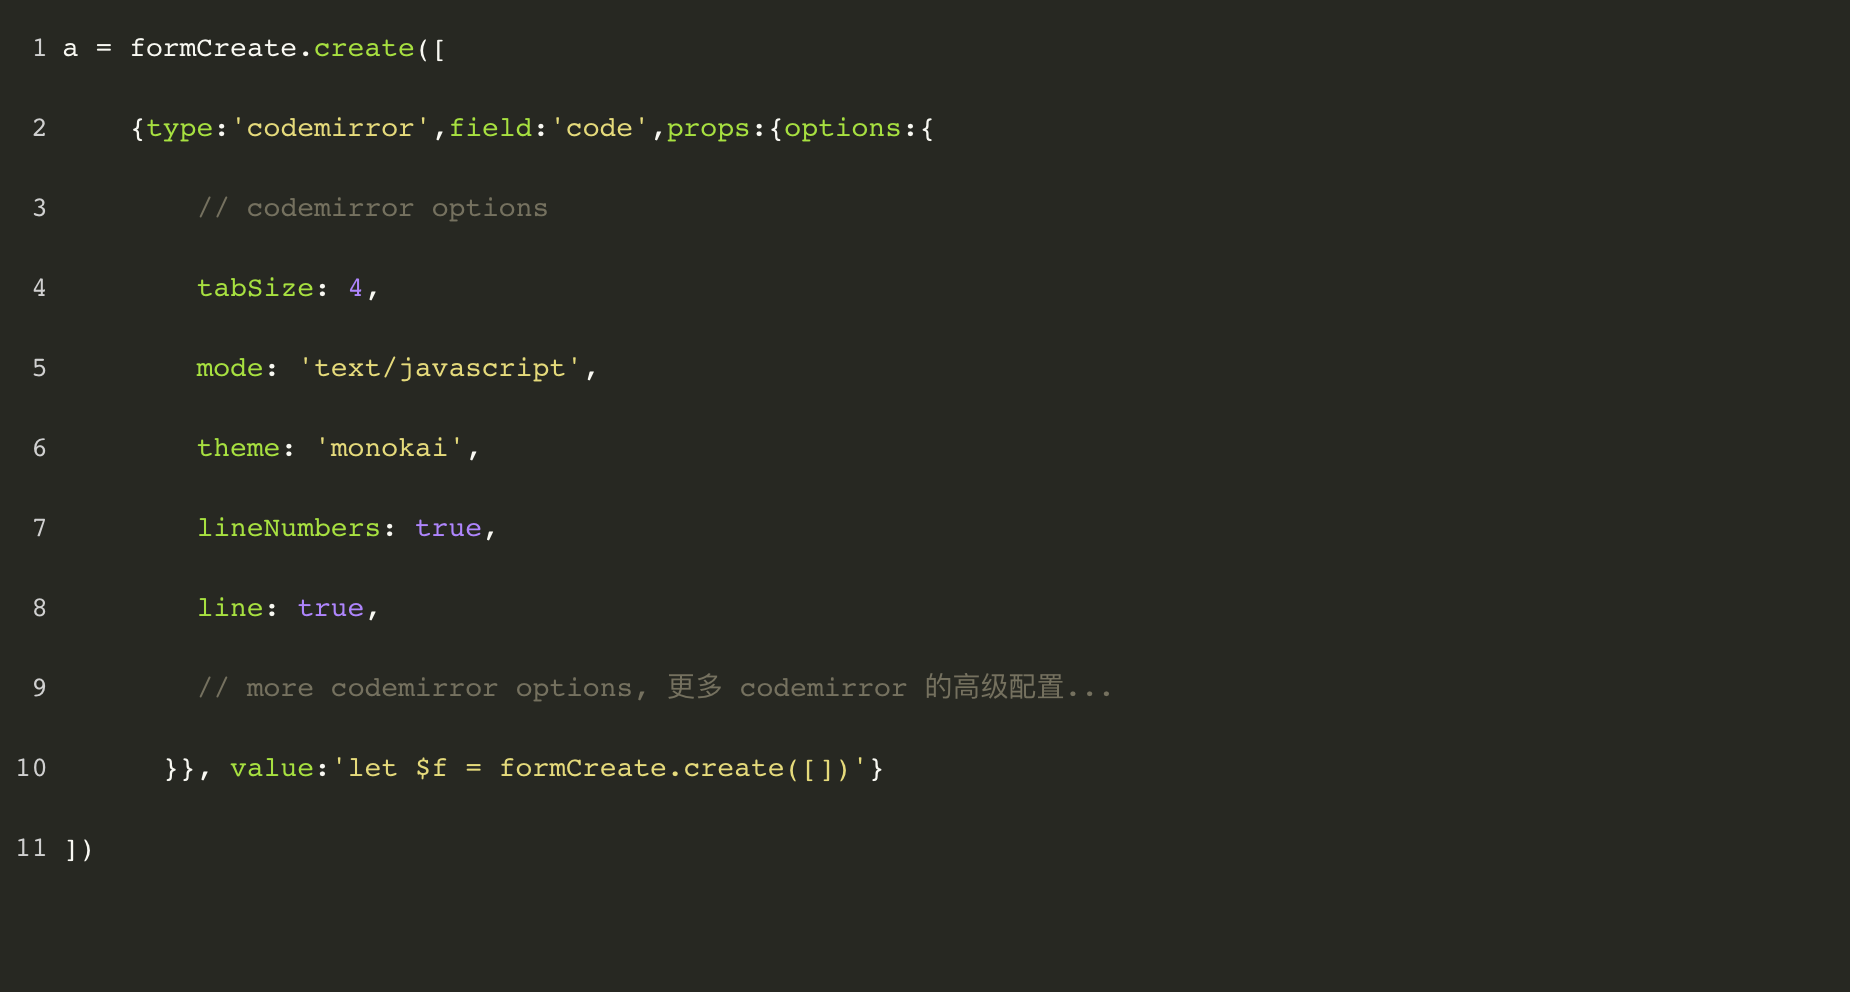 1 a = formCreate.create([
2     {type:'codemirror',field:'code',props:{options:{
3         // codemirror options
4         tabSize: 4,
5         mode: 'text/javascript',
6         theme: 'monokai',
7         lineNumbers: true,
8         line: true,
9         // more codemirror options, 更多 codemirror 的高级配置...
10       }}, value:'let $f = formCreate.create([])'}
11 ])